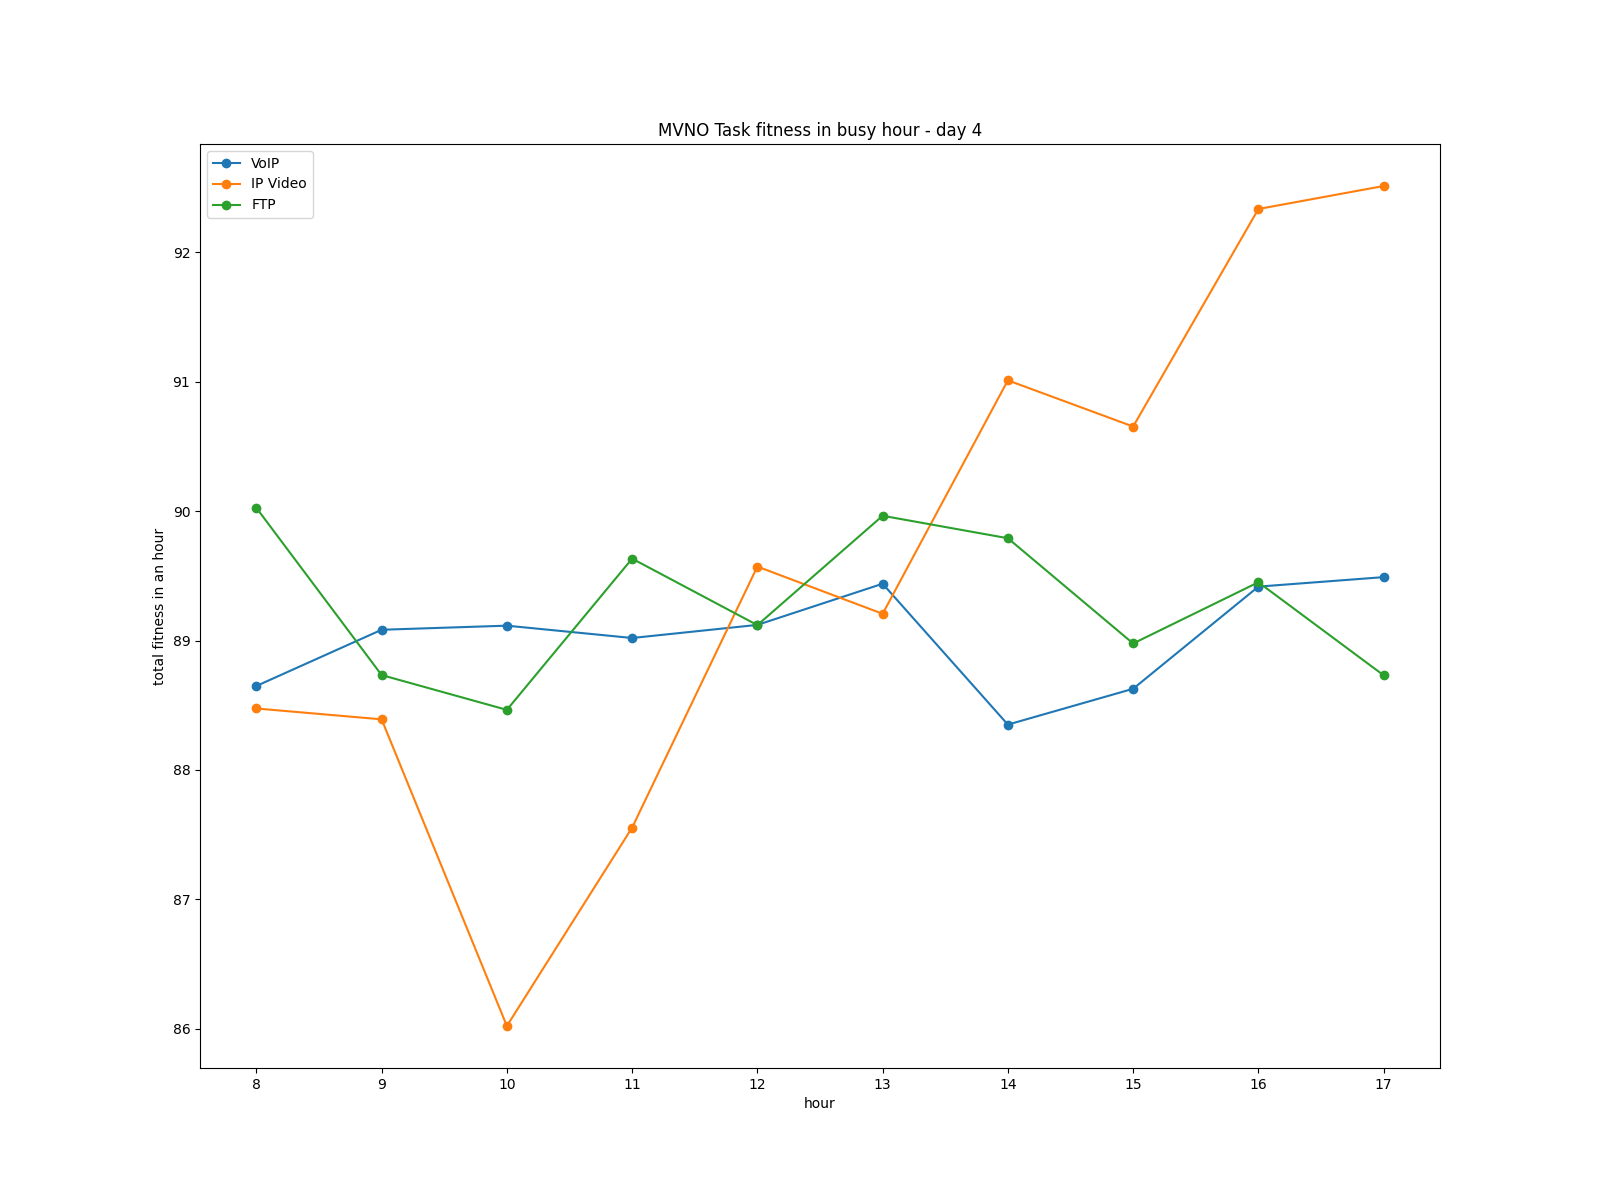 MVNO Task fitness in busy hour - day 4
VoIP
IP Video
FTP
92
91
90
89
88
87
86
total fitness in an hour
8 9 10 11 12 13 14 15 16 17
hour